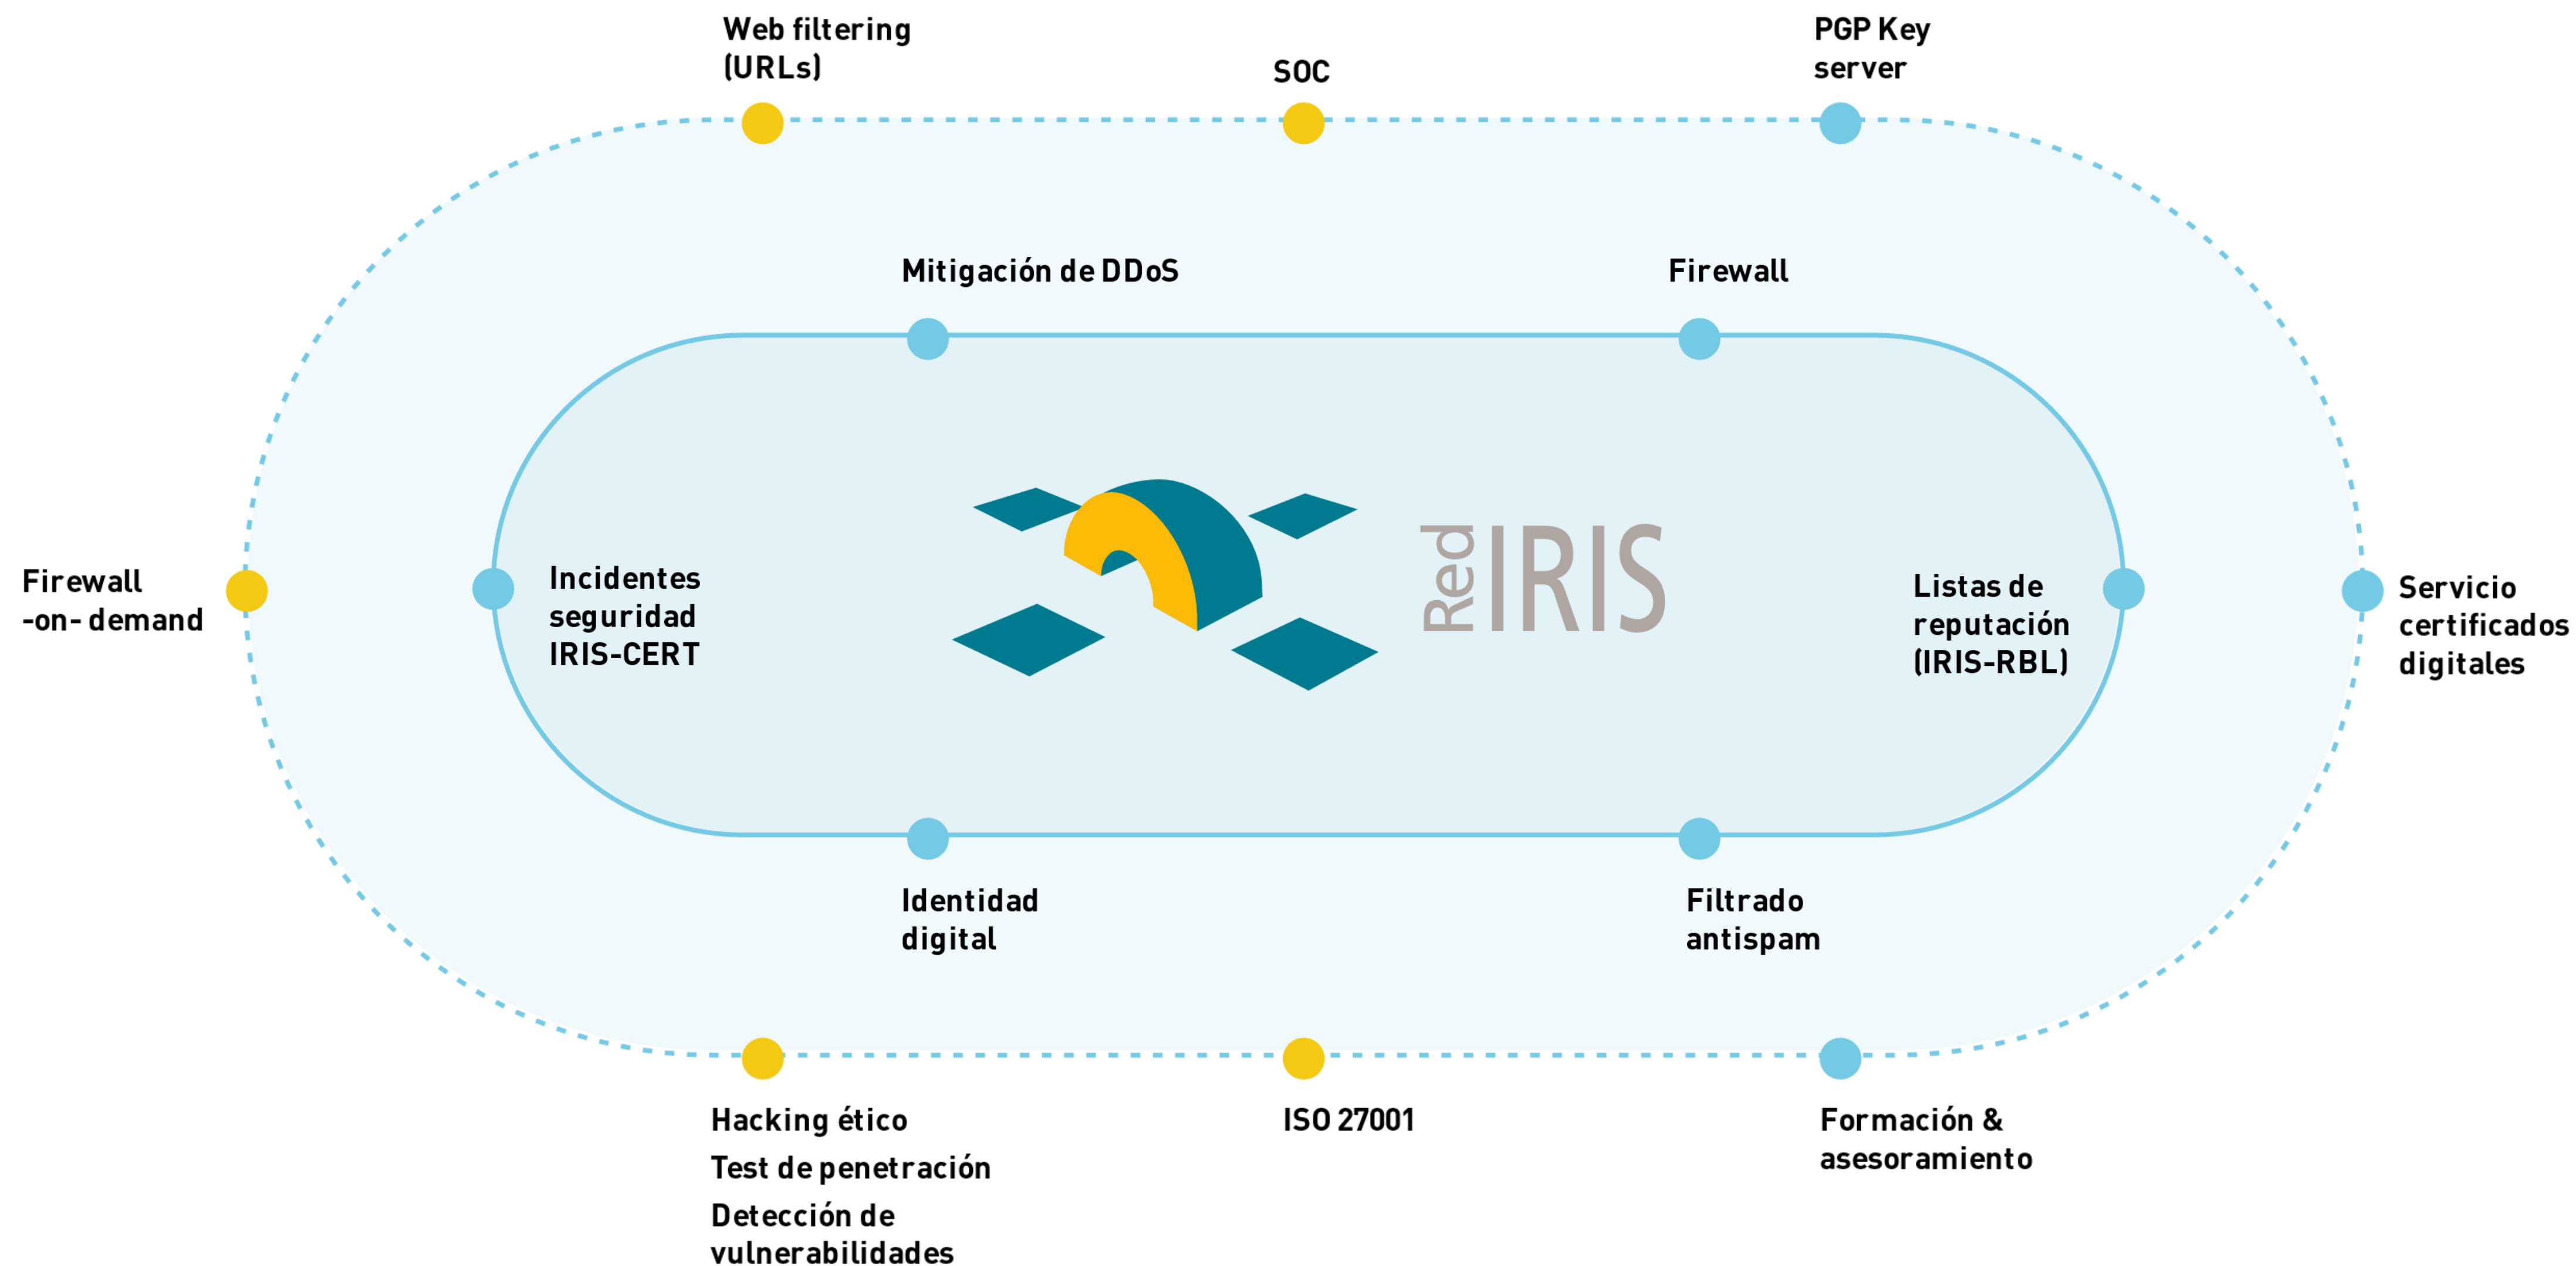 Web filtering
(URLs)
SOC
PGP Key
server
Mitigación de DDoS
Firewall
Firewall
-on- demand
Incidentes
seguridad
IRIS-CERT
Red IRIS
Listas de
reputación
(IRIS-RBL)
Servicio
certificados
digitales
Identidad
digital
Filtrado
antispam
Hacking ético
Test de penetración
Detección de
vulnerabilidades
ISO 27001
Formación &
asesoramiento